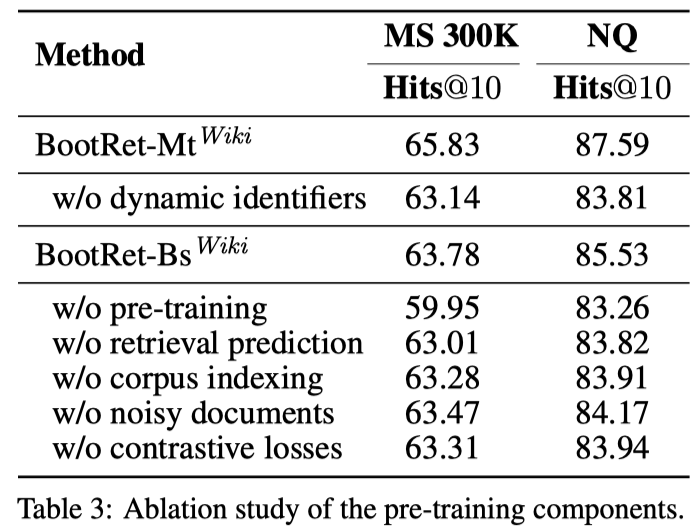 Method MS 300K NQ
Hits@10 Hits@10
BootRet-Mt^Wiki 65.83 87.59
w/o dynamic identifiers 63.14 83.81
BootRet-Bs^Wiki 63.78 85.53
w/o pre-training 59.95 83.26
w/o retrieval prediction 63.01 83.82
w/o corpus indexing 63.28 83.91
w/o noisy documents 63.47 84.17
w/o contrastive losses 63.31 83.94
Table 3: Ablation study of the pre-training components.